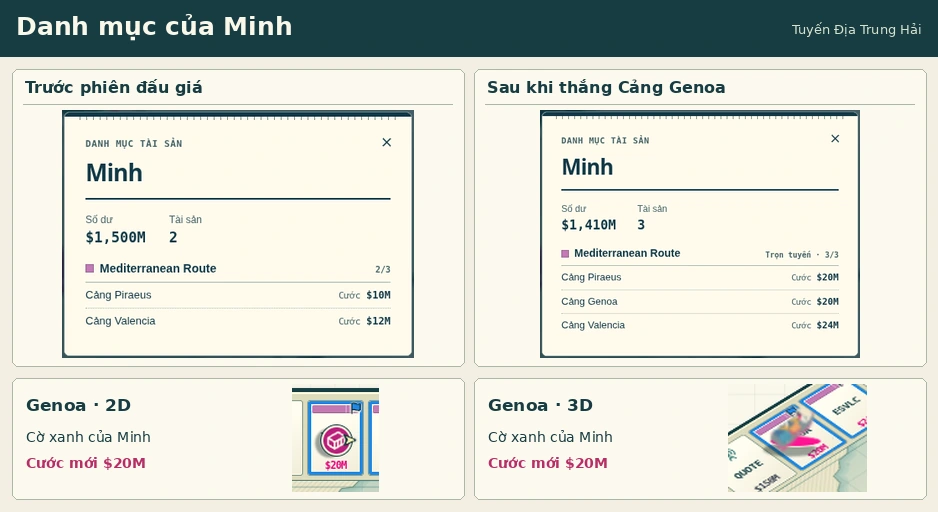 Danh mục của Minh
Tuyến Địa Trung Hải
Trước phiên đấu giá
DANH MỤC TÀI SẢN
×
Minh
Số dư
Tài sản
$1,500M
2
Mediterranean Route
2/3
Cảng Piraeus
Cước $10M
Cảng Valencia
Cước $12M
Sau khi thắng Cảng Genoa
DANH MỤC TÀI SẢN
×
Minh
Số dư
Tài sản
$1,410M
3
Mediterranean Route
Trọn tuyến · 3/3
Cảng Piraeus
Cước $20M
Cảng Genoa
Cước $20M
Cảng Valencia
Cước $24M
Genoa · 2D
Cờ xanh của Minh
Cước mới $20M
$20M
Genoa · 3D
Cờ xanh của Minh
Cước mới $20M
ESVLC
$20M
QUOTE
$150M